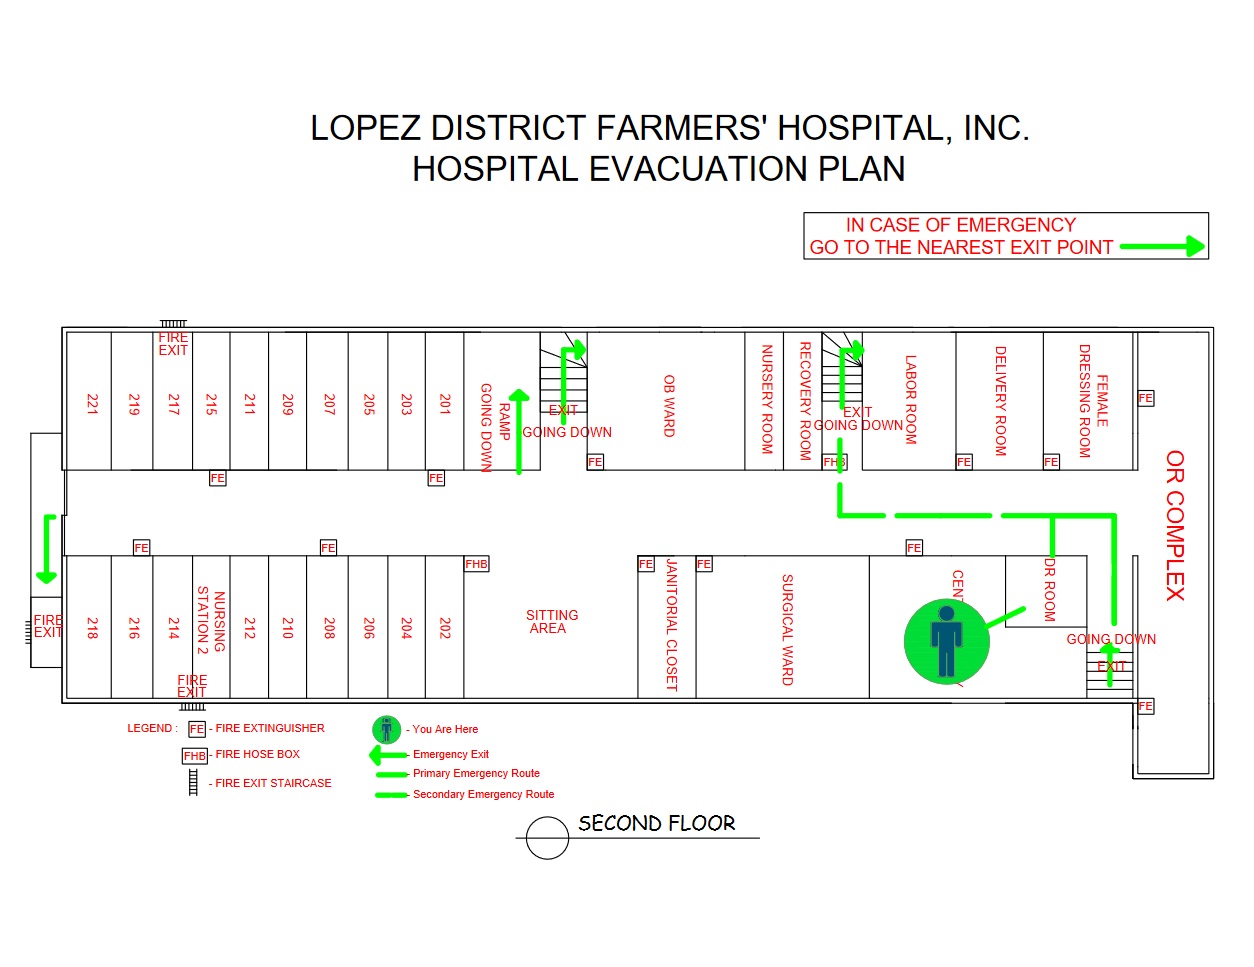 LOPEZ DISTRICT FARMERS' HOSPITAL, INC.
HOSPITAL EVACUATION PLAN
IN CASE OF EMERGENCY
GO TO THE NEAREST EXIT POINT
FIRE
EXIT
221
219
217
215
211
209
207
205
203
201
RAMP
GOING DOWN
EXIT
GOING DOWN
OB WARD
NURSERY ROOM
RECOVERY ROOM
EXIT
GOING DOWN
LABOR ROOM
DELIVERY ROOM
FEMALE
DRESSING ROOM
FE
OR COMPLEX
FE
FE
FE
FHB
FE
FE
FE
FE
FE
FHB
FE
FE
FE
218
216
214
NURSING
STATION 2
212
210
208
206
204
202
SITTING
AREA
JANITORIAL CLOSET
SURGICAL WARD
DR ROOM
GOING DOWN
EXIT
FIRE
EXIT
FIRE
EXIT
FE
LEGEND :
FE - FIRE EXTINGUISHER
FHB - FIRE HOSE BOX
- FIRE EXIT STAIRCASE
- You Are Here
- Emergency Exit
- Primary Emergency Route
- Secondary Emergency Route
SECOND FLOOR